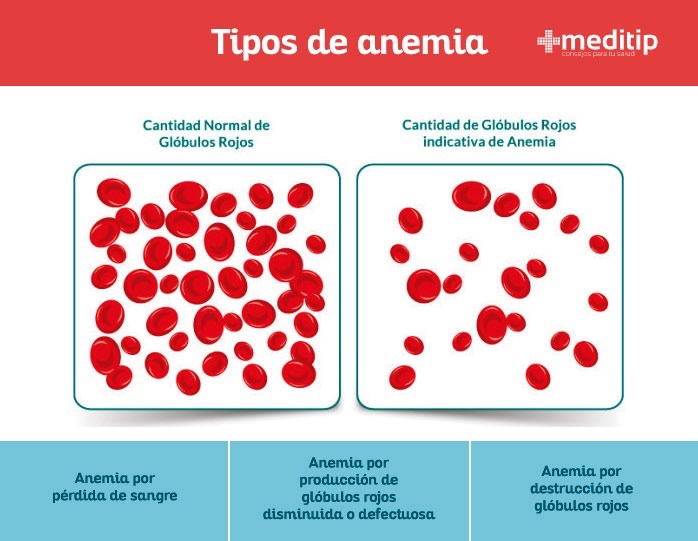 Tipos de anemia
meditip
consejos para tu salud
Cantidad Normal de
Glóbulos Rojos
Cantidad de Glóbulos Rojos
indicativa de Anemia
Anemia por
pérdida de sangre
Anemia por
producción de
glóbulos rojos
disminuida o defectuosa
Anemia por
destrucción de
glóbulos rojos